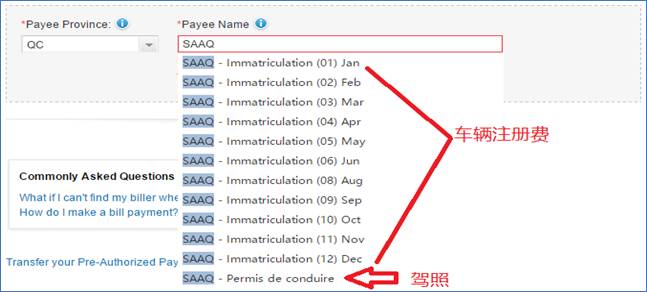 *Payee Province:
*Payee Name
QC
SAAQ
SAAQ - Immatriculation (01) Jan
SAAQ - Immatriculation (02) Feb
SAAQ - Immatriculation (03) Mar
SAAQ - Immatriculation (04) Apr
SAAQ - Immatriculation (05) May
SAAQ - Immatriculation (06) Jun
SAAQ - Immatriculation (08) Aug
SAAQ - Immatriculation (09) Sep
SAAQ - Immatriculation (10) Oct
SAAQ - Immatriculation (11) Nov
SAAQ - Immatriculation (12) Dec
SAAQ - Permis de conduire
车辆注册费
驾照
Commonly Asked Questions
What if I can't find my biller whe
How do I make a bill payment?
Transfer your Pre-Authorized Pay